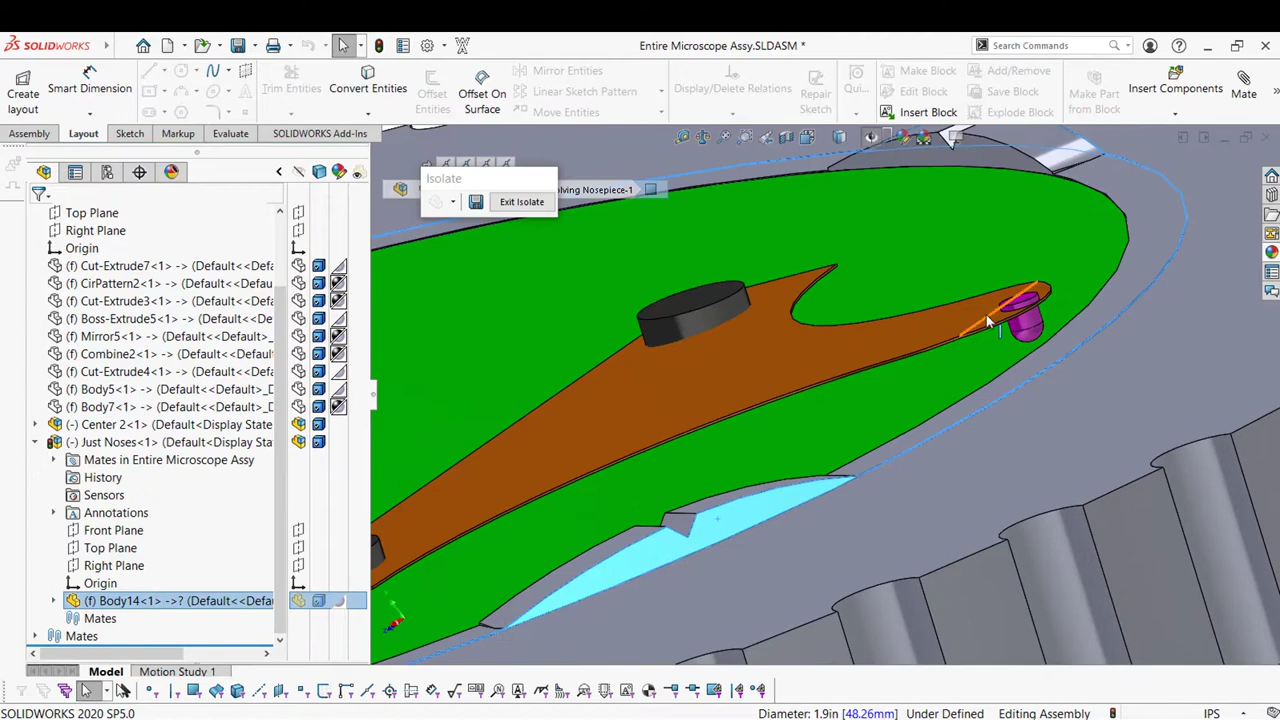 SOLIDWORKS
Entire Microscope Assy.SLDASM *
Search Commands
Create layout
Smart Dimension
Trim Entities
Convert Entities
Offset Entities
Offset On Surface
Mirror Entities
Linear Sketch Pattern
Move Entities
Display/Delete Relations
Repair Sketch
Qui...
Make Block
Edit Block
Insert Block
Add/Remove
Save Block
Explode Block
Make Part from Block
Insert Components
Mate
Assembly
Layout
Sketch
Markup
Evaluate
SOLIDWORKS Add-Ins
Isolate
Exit Isolate
olving Nosepiece-1
Top Plane
Right Plane
Origin
(f) Cut-Extrude7<1> -> (Default<<Defa
(f) CirPattern2<1> -> (Default<<Defau
(f) Cut-Extrude3<1> -> (Default<<Defa
(f) Boss-Extrude5<1> -> (Default<<Def
(f) Mirror5<1> -> (Default<<Default>_
(f) Combine2<1> -> (Default<<Default
(f) Cut-Extrude4<1> -> (Default<<Defa
(f) Body5<1> -> (Default<<Default>_D
(f) Body7<1> -> (Default<<Default>_D
(-) Center 2<1> (Default<Display State
(-) Just Noses<1> (Default<Display Sta
Mates in Entire Microscope Assy
History
Sensors
Annotations
Front Plane
Top Plane
Right Plane
Origin
(f) Body14<1> ->? (Default<<Defau
Mates
Mates
Model
Motion Study 1
SOLIDWORKS 2020 SP5.0
Diameter: 1.9in [48.26mm]
Under Defined
Editing Assembly
IPS